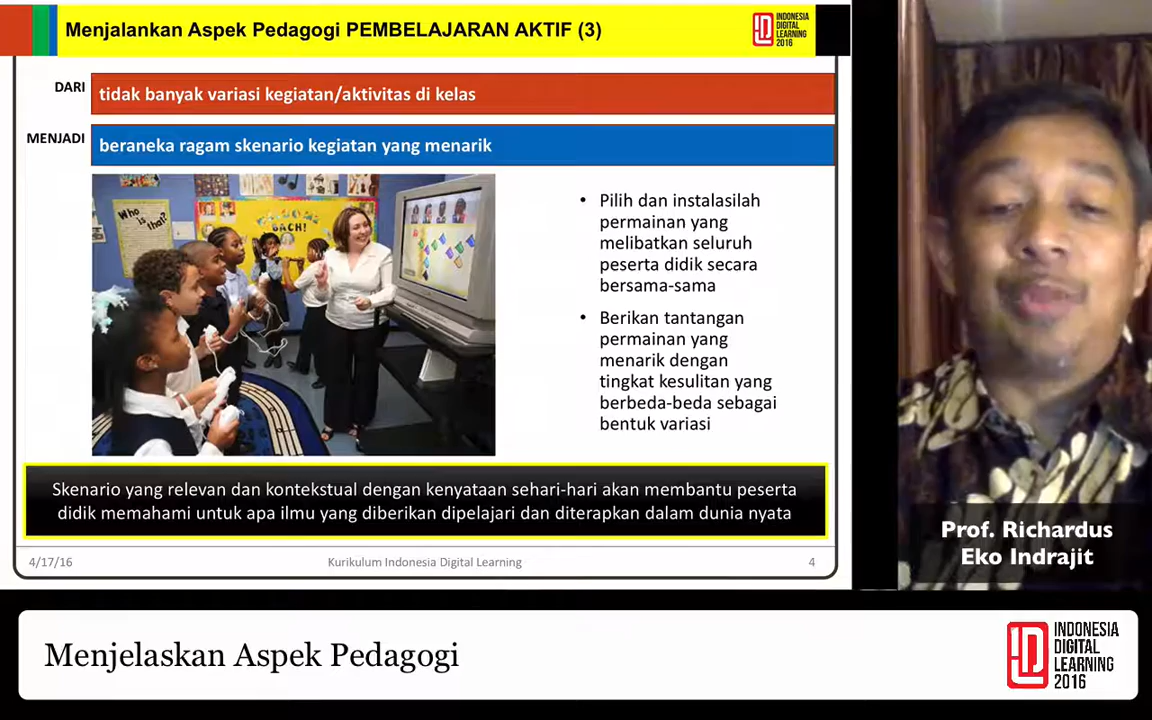 Menjalankan Aspek Pedagogi PEMBELAJARAN AKTIF (3)
INDONESIA
DIGITAL
LEARNING
2016
DARI
tidak banyak variasi kegiatan/aktivitas di kelas
MENJADI
beraneka ragam skenario kegiatan yang menarik
Who is that?
BACH!
• Pilih dan instalasilah
permainan yang
melibatkan seluruh
peserta didik secara
bersama-sama
• Berikan tantangan
permainan yang
menarik dengan
tingkat kesulitan yang
berbeda-beda sebagai
bentuk variasi
Skenario yang relevan dan kontekstual dengan kenyataan sehari-hari akan membantu peserta
didik memahami untuk apa ilmu yang diberikan dipelajari dan diterapkan dalam dunia nyata
4/17/16
Kurikulum Indonesia Digital Learning
4
Prof. Richardus
Eko Indrajit
Menjelaskan Aspek Pedagogi
INDONESIA
DIGITAL
LEARNING
2016